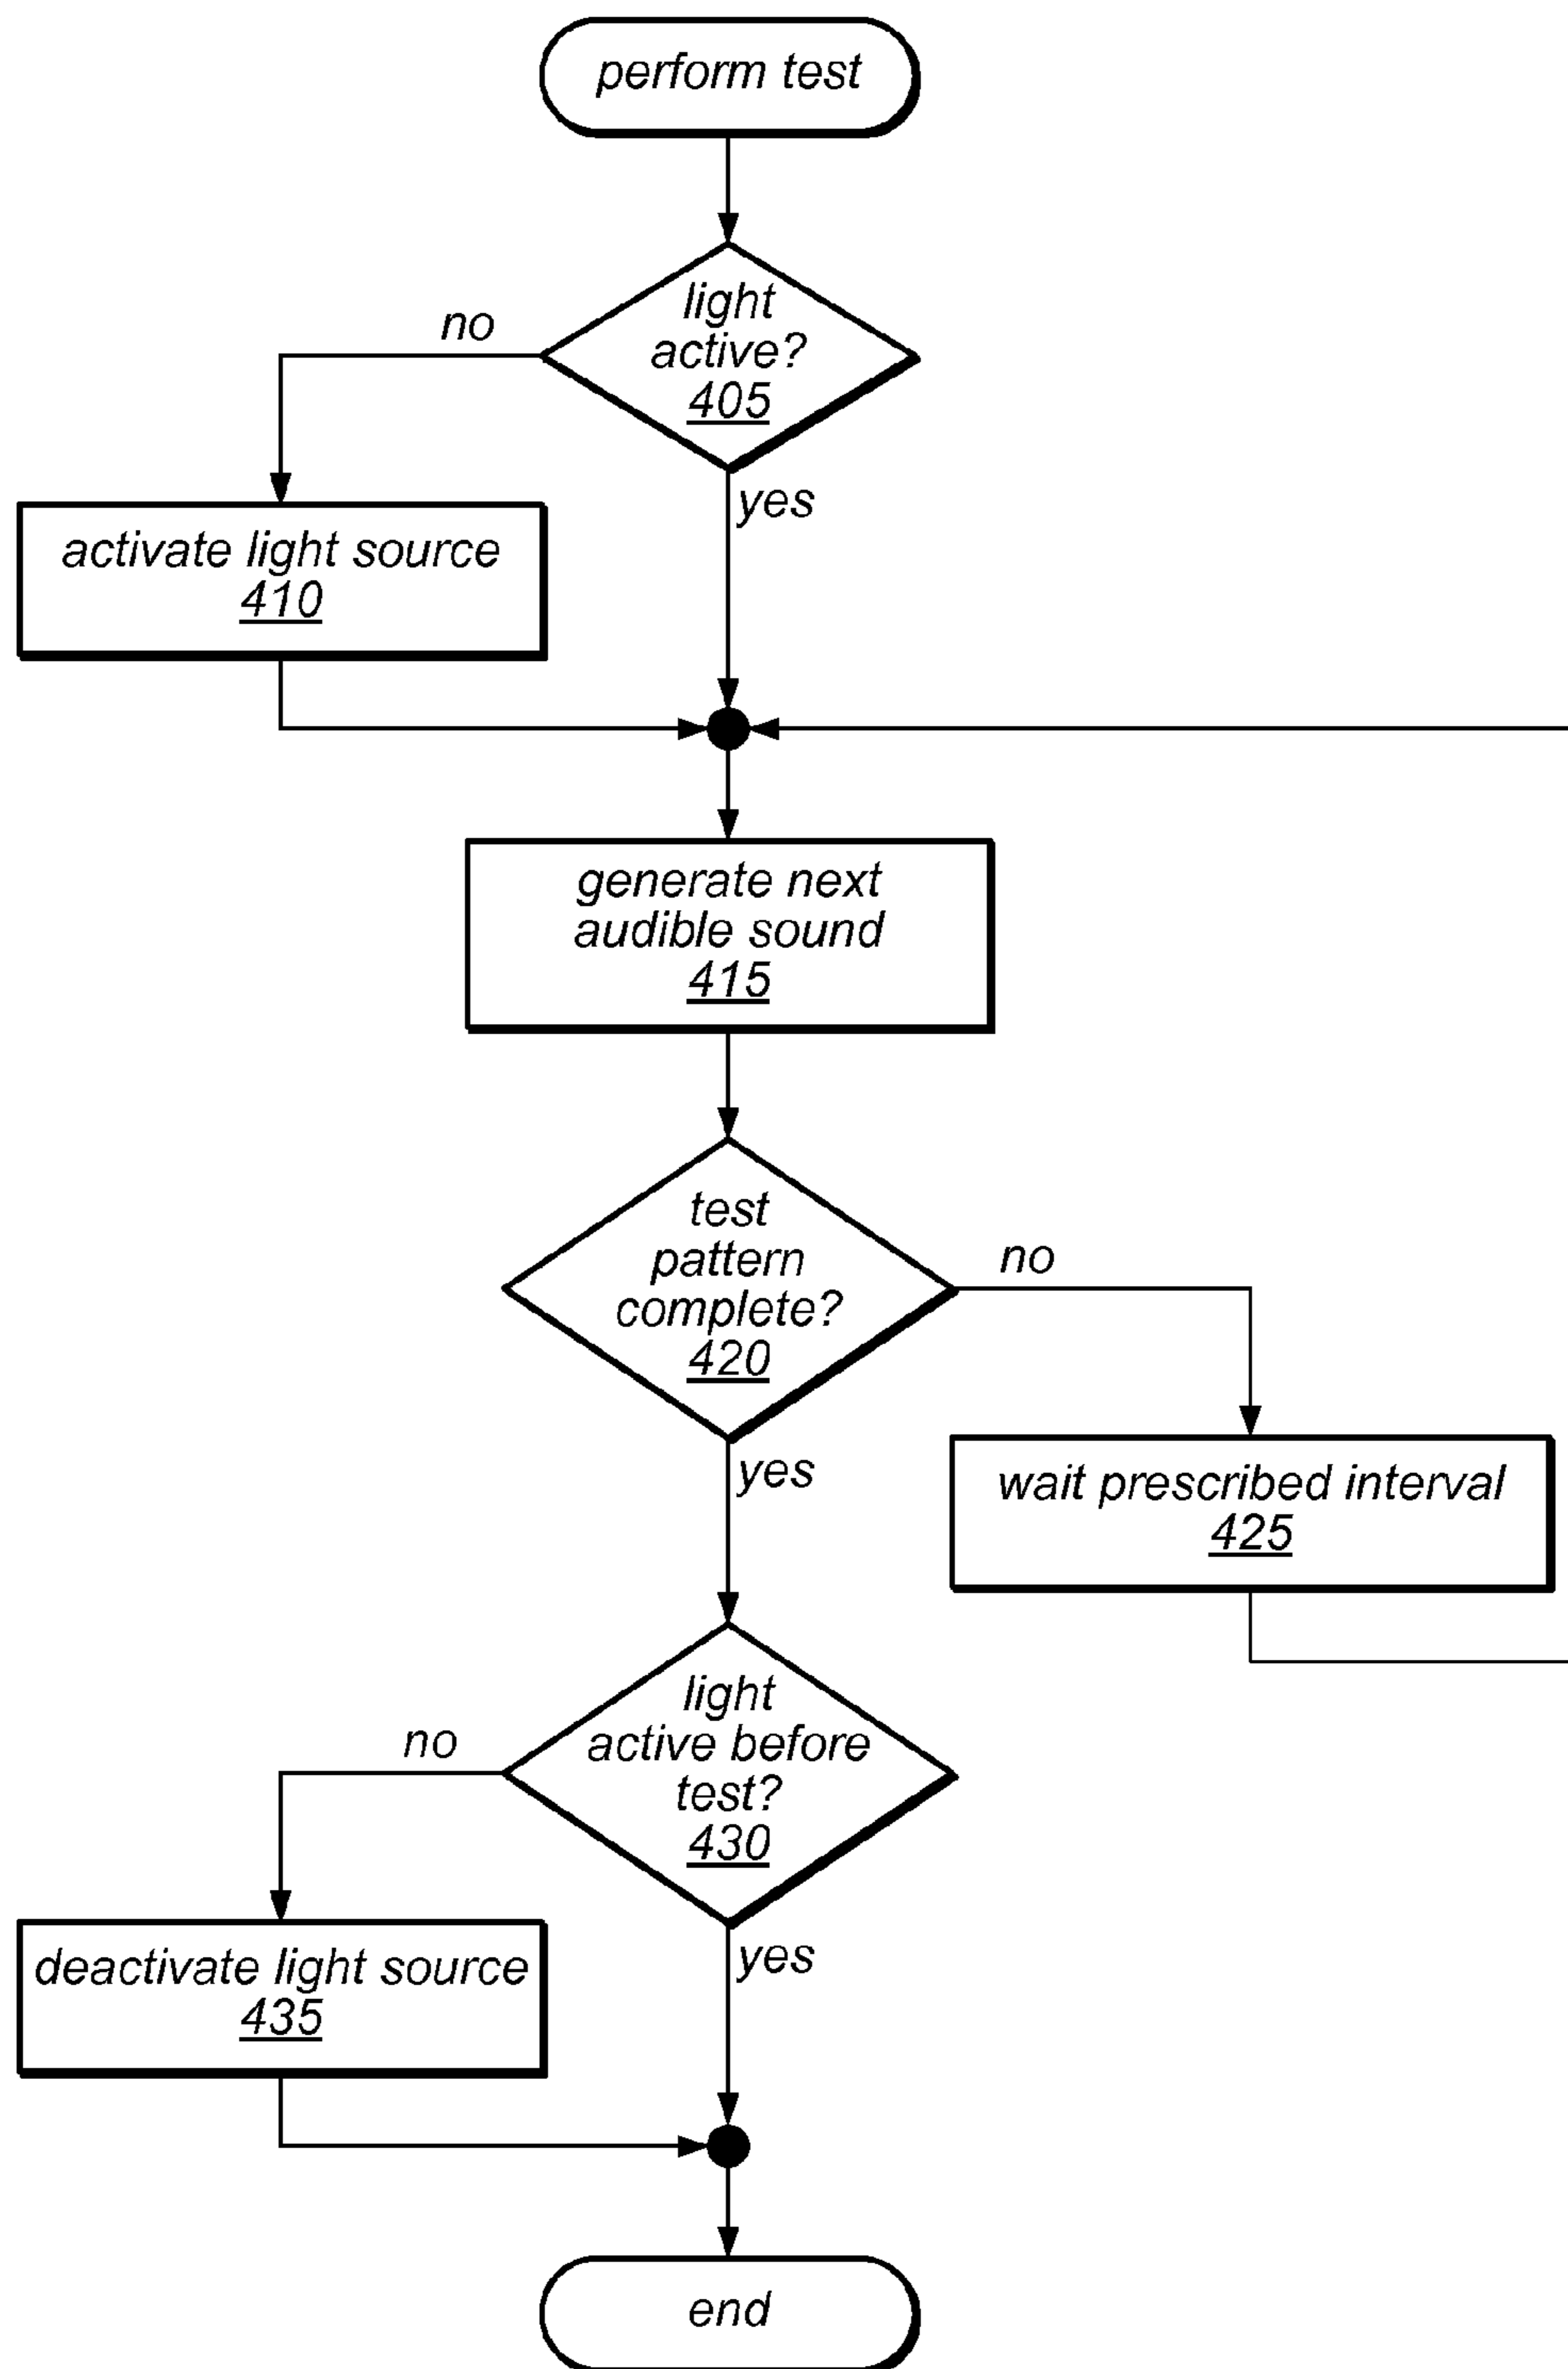 perform test
light
active?
405
no
yes
activate light source
410
generate next
audible sound
415
test
pattern
complete?
420
no
yes
wait prescribed interval
425
light
active before
test?
430
no
yes
deactivate light source
435
end